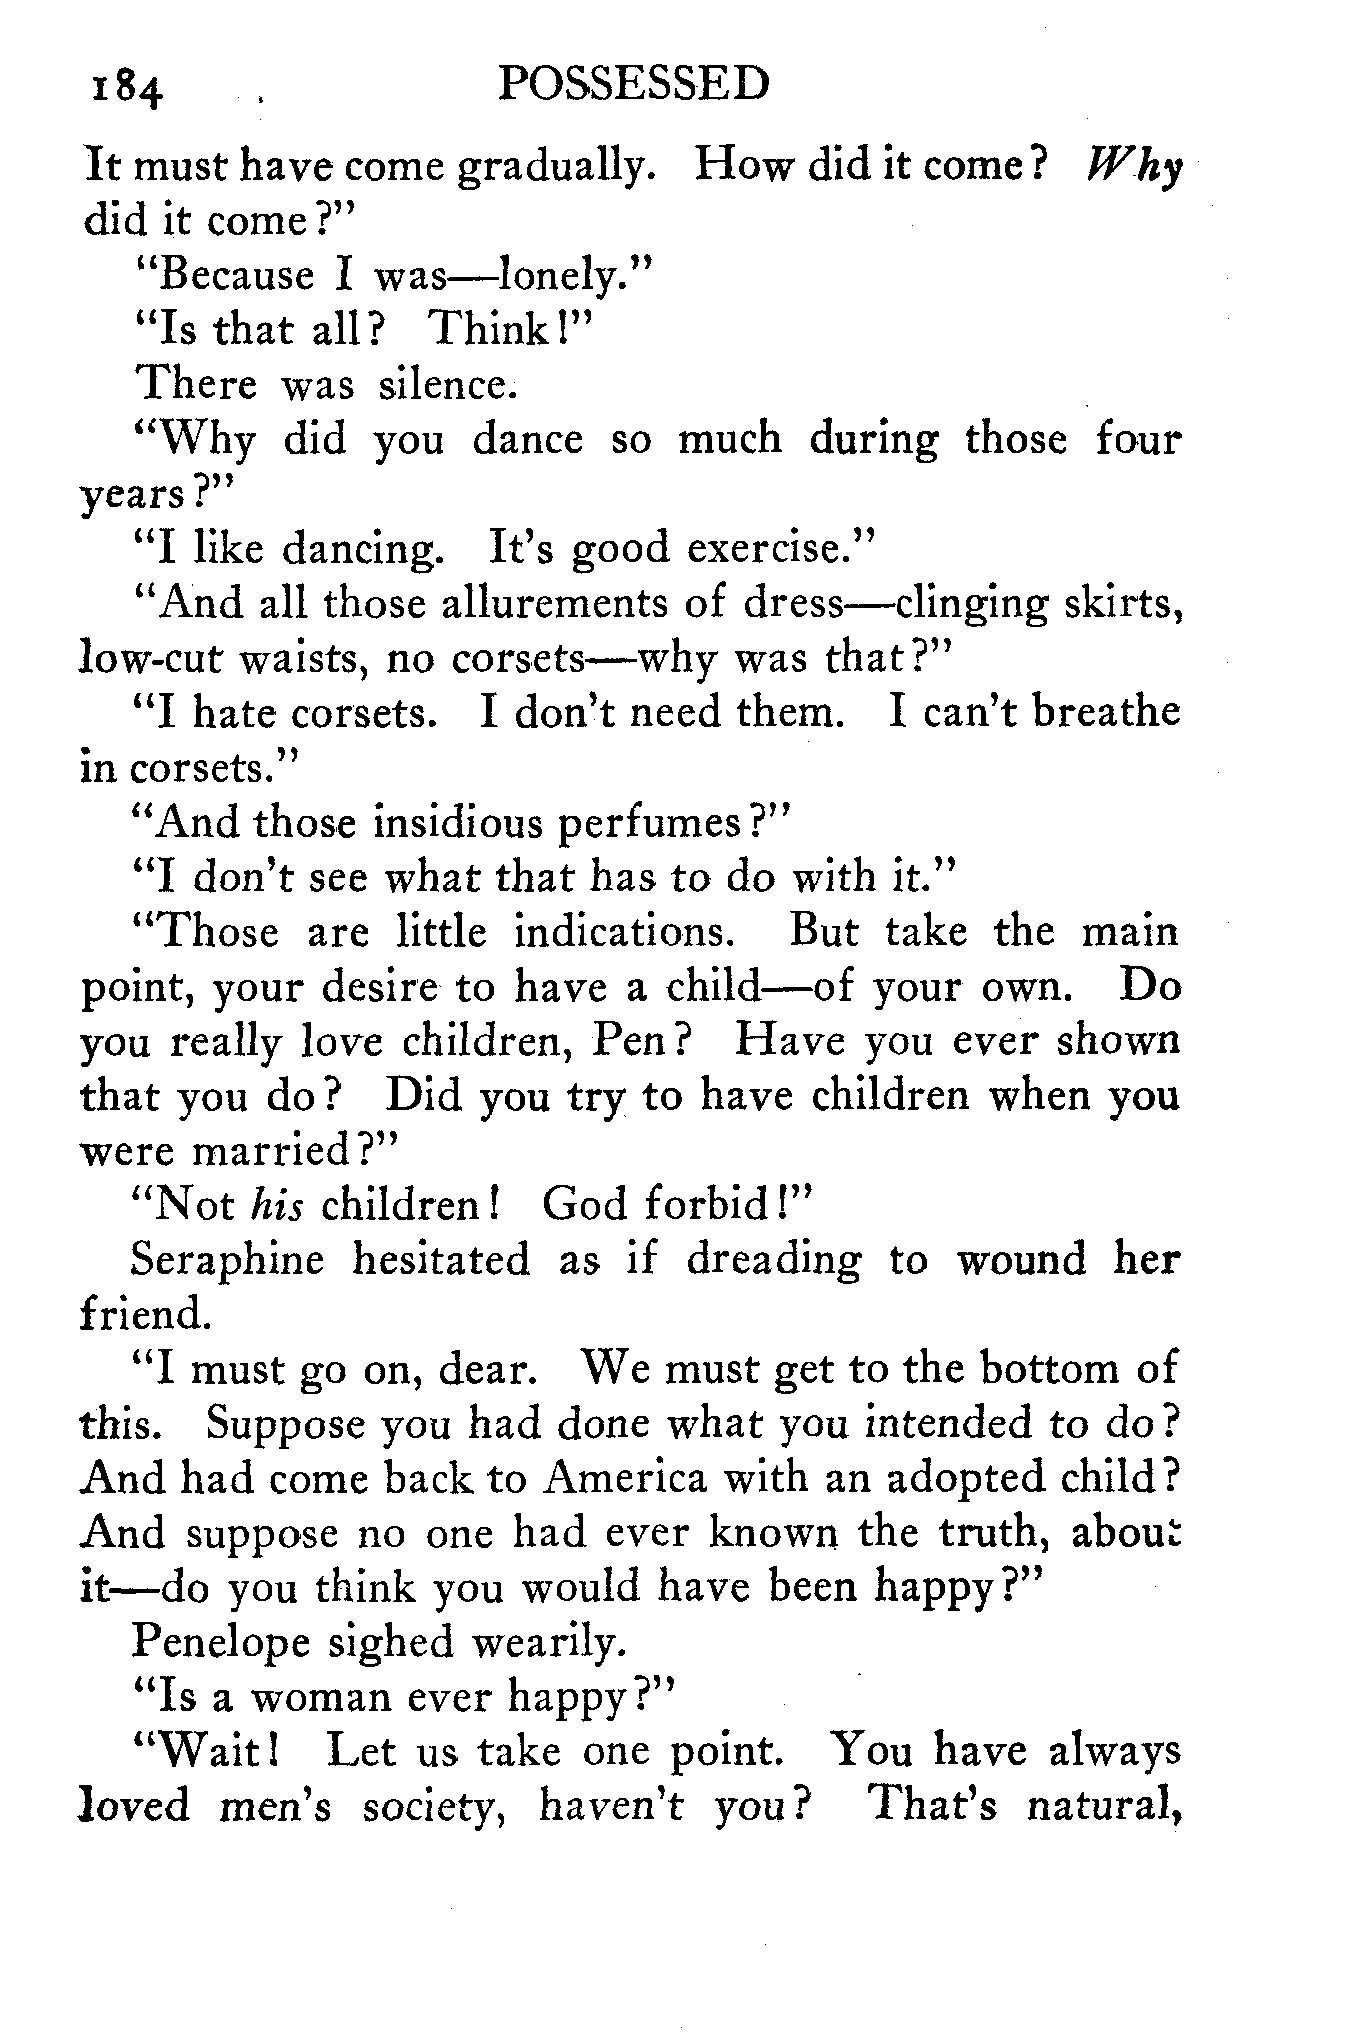 184 POSSESSED
It must have come gradually. How did it come? Why
did it come?"
"Because I was—lonely."
"Is that all? Think!"
There was silence.
"Why did you dance so much during those four
years?"
"I like dancing. It's good exercise."
"And all those allurements of dress—clinging skirts,
low-cut waists, no corsets—why was that?"
"I hate corsets. I don't need them. I can't breathe
in corsets."
"And those insidious perfumes?"
"I don't see what that has to do with it."
"Those are little indications. But take the main
point, your desire to have a child—of your own. Do
you really love children, Pen? Have you ever shown
that you do? Did you try to have children when you
were married?"
"Not his children! God forbid!"
Seraphine hesitated as if dreading to wound her
friend.
"I must go on, dear. We must get to the bottom of
this. Suppose you had done what you intended to do?
And had come back to America with an adopted child?
And suppose no one had ever known the truth, about
it—do you think you would have been happy?"
Penelope sighed wearily.
"Is a woman ever happy?"
"Wait! Let us take one point. You have always
loved men's society, haven't you? That's natural,